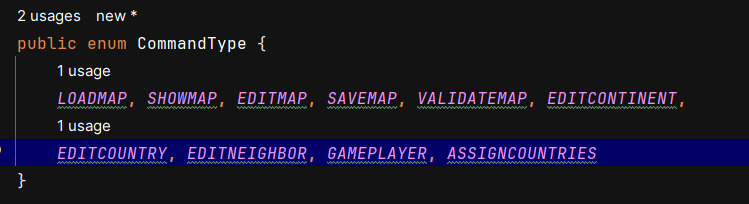 2 usages new *
public enum CommandType {
1 usage
LOADMAP, SHOWMAP, EDITMAP, SAVEMAP, VALIDATEMAP, EDITCONTINENT,
1 usage
EDITCOUNTRY, EDITNEIGHBOR, GAMEPLAYER, ASSIGNCOUNTRIES
}